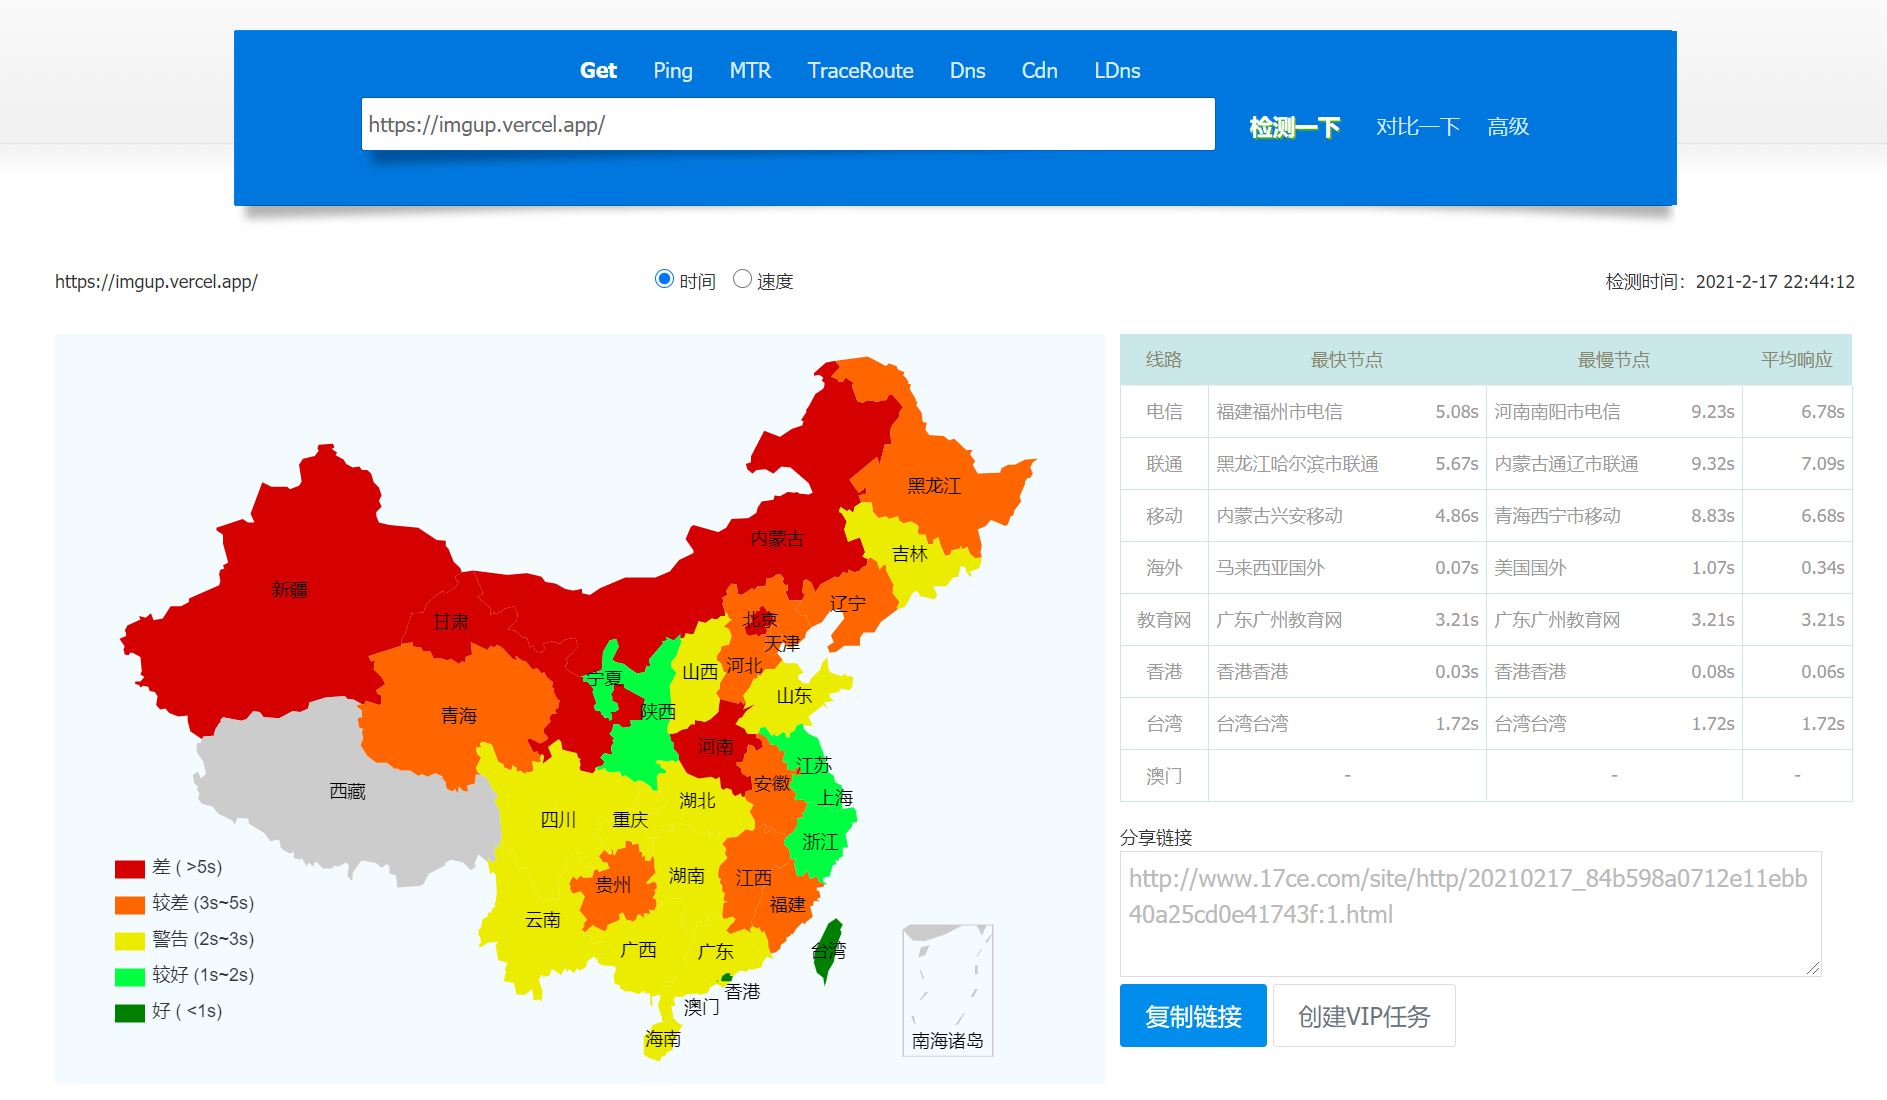 Get Ping MTR TraceRoute Dns Cdn LDns
https://imgup.vercel.app/
检测一下 对比一下 高级
https://imgup.vercel.app/
时间 速度
检测时间：2021-2-17 22:44:12
黑龙江
内蒙古
吉林
新疆
辽宁
甘肃
北京
天津
河北
山西
宁夏
山东
陕西
青海
河南
江苏
安徽
西藏
上海
湖北
四川
重庆
浙江
湖南
江西
贵州
福建
云南
广西
广东
台湾
香港
澳门
海南
南海诸岛
差 ( >5s)
较差 (3s~5s)
警告 (2s~3s)
较好 (1s~2s)
好 ( <1s)
线路 最快节点 最慢节点 平均响应
电信 福建福州市电信 5.08s 河南南阳市电信 9.23s 6.78s
联通 黑龙江哈尔滨市联通 5.67s 内蒙古通辽市联通 9.32s 7.09s
移动 内蒙古兴安移动 4.86s 青海西宁市移动 8.83s 6.68s
海外 马来西亚国外 0.07s 美国国外 1.07s 0.34s
教育网 广东广州教育网 3.21s 广东广州教育网 3.21s 3.21s
香港 香港香港 0.03s 香港香港 0.08s 0.06s
台湾 台湾台湾 1.72s 台湾台湾 1.72s 1.72s
澳门 - - -
分享链接
http://www.17ce.com/site/http/20210217_84b598a0712e11ebb
40a25cd0e41743f:1.html
复制链接 创建VIP任务